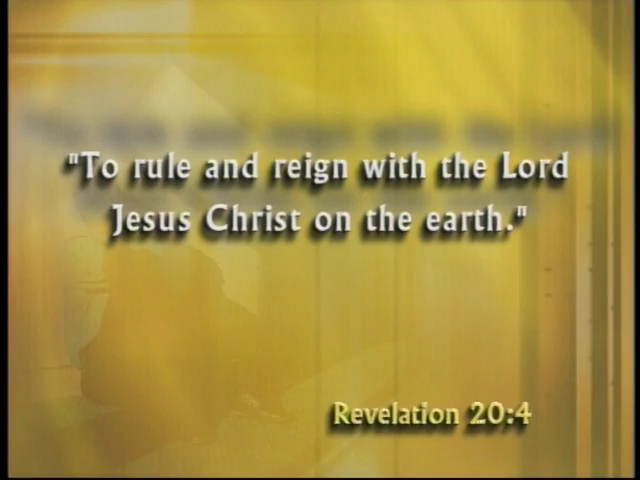 "To rule and reign with the Lord
Jesus Christ on the earth."
Revelation 20:4